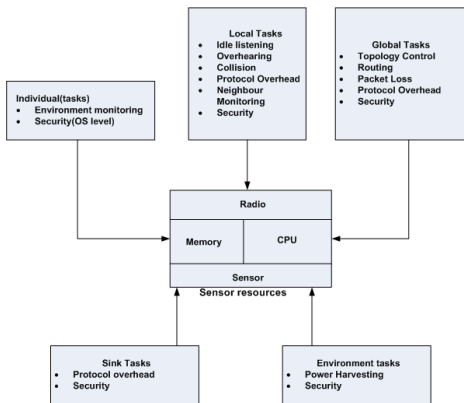 Local Tasks
• Idle listening
• Overhearing
• Collision
• Protocol Overhead
• Neighbour
Monitoring
• Security
Global Tasks
• Topology Control
• Routing
• Packet Loss
• Protocol Overhead
• Security
Individual(tasks)
• Environment monitoring
• Security(OS level)
Radio
Memory
CPU
Sensor
Sensor resources
Sink Tasks
• Protocol overhead
• Security
Environment tasks
• Power Harvesting
• Security